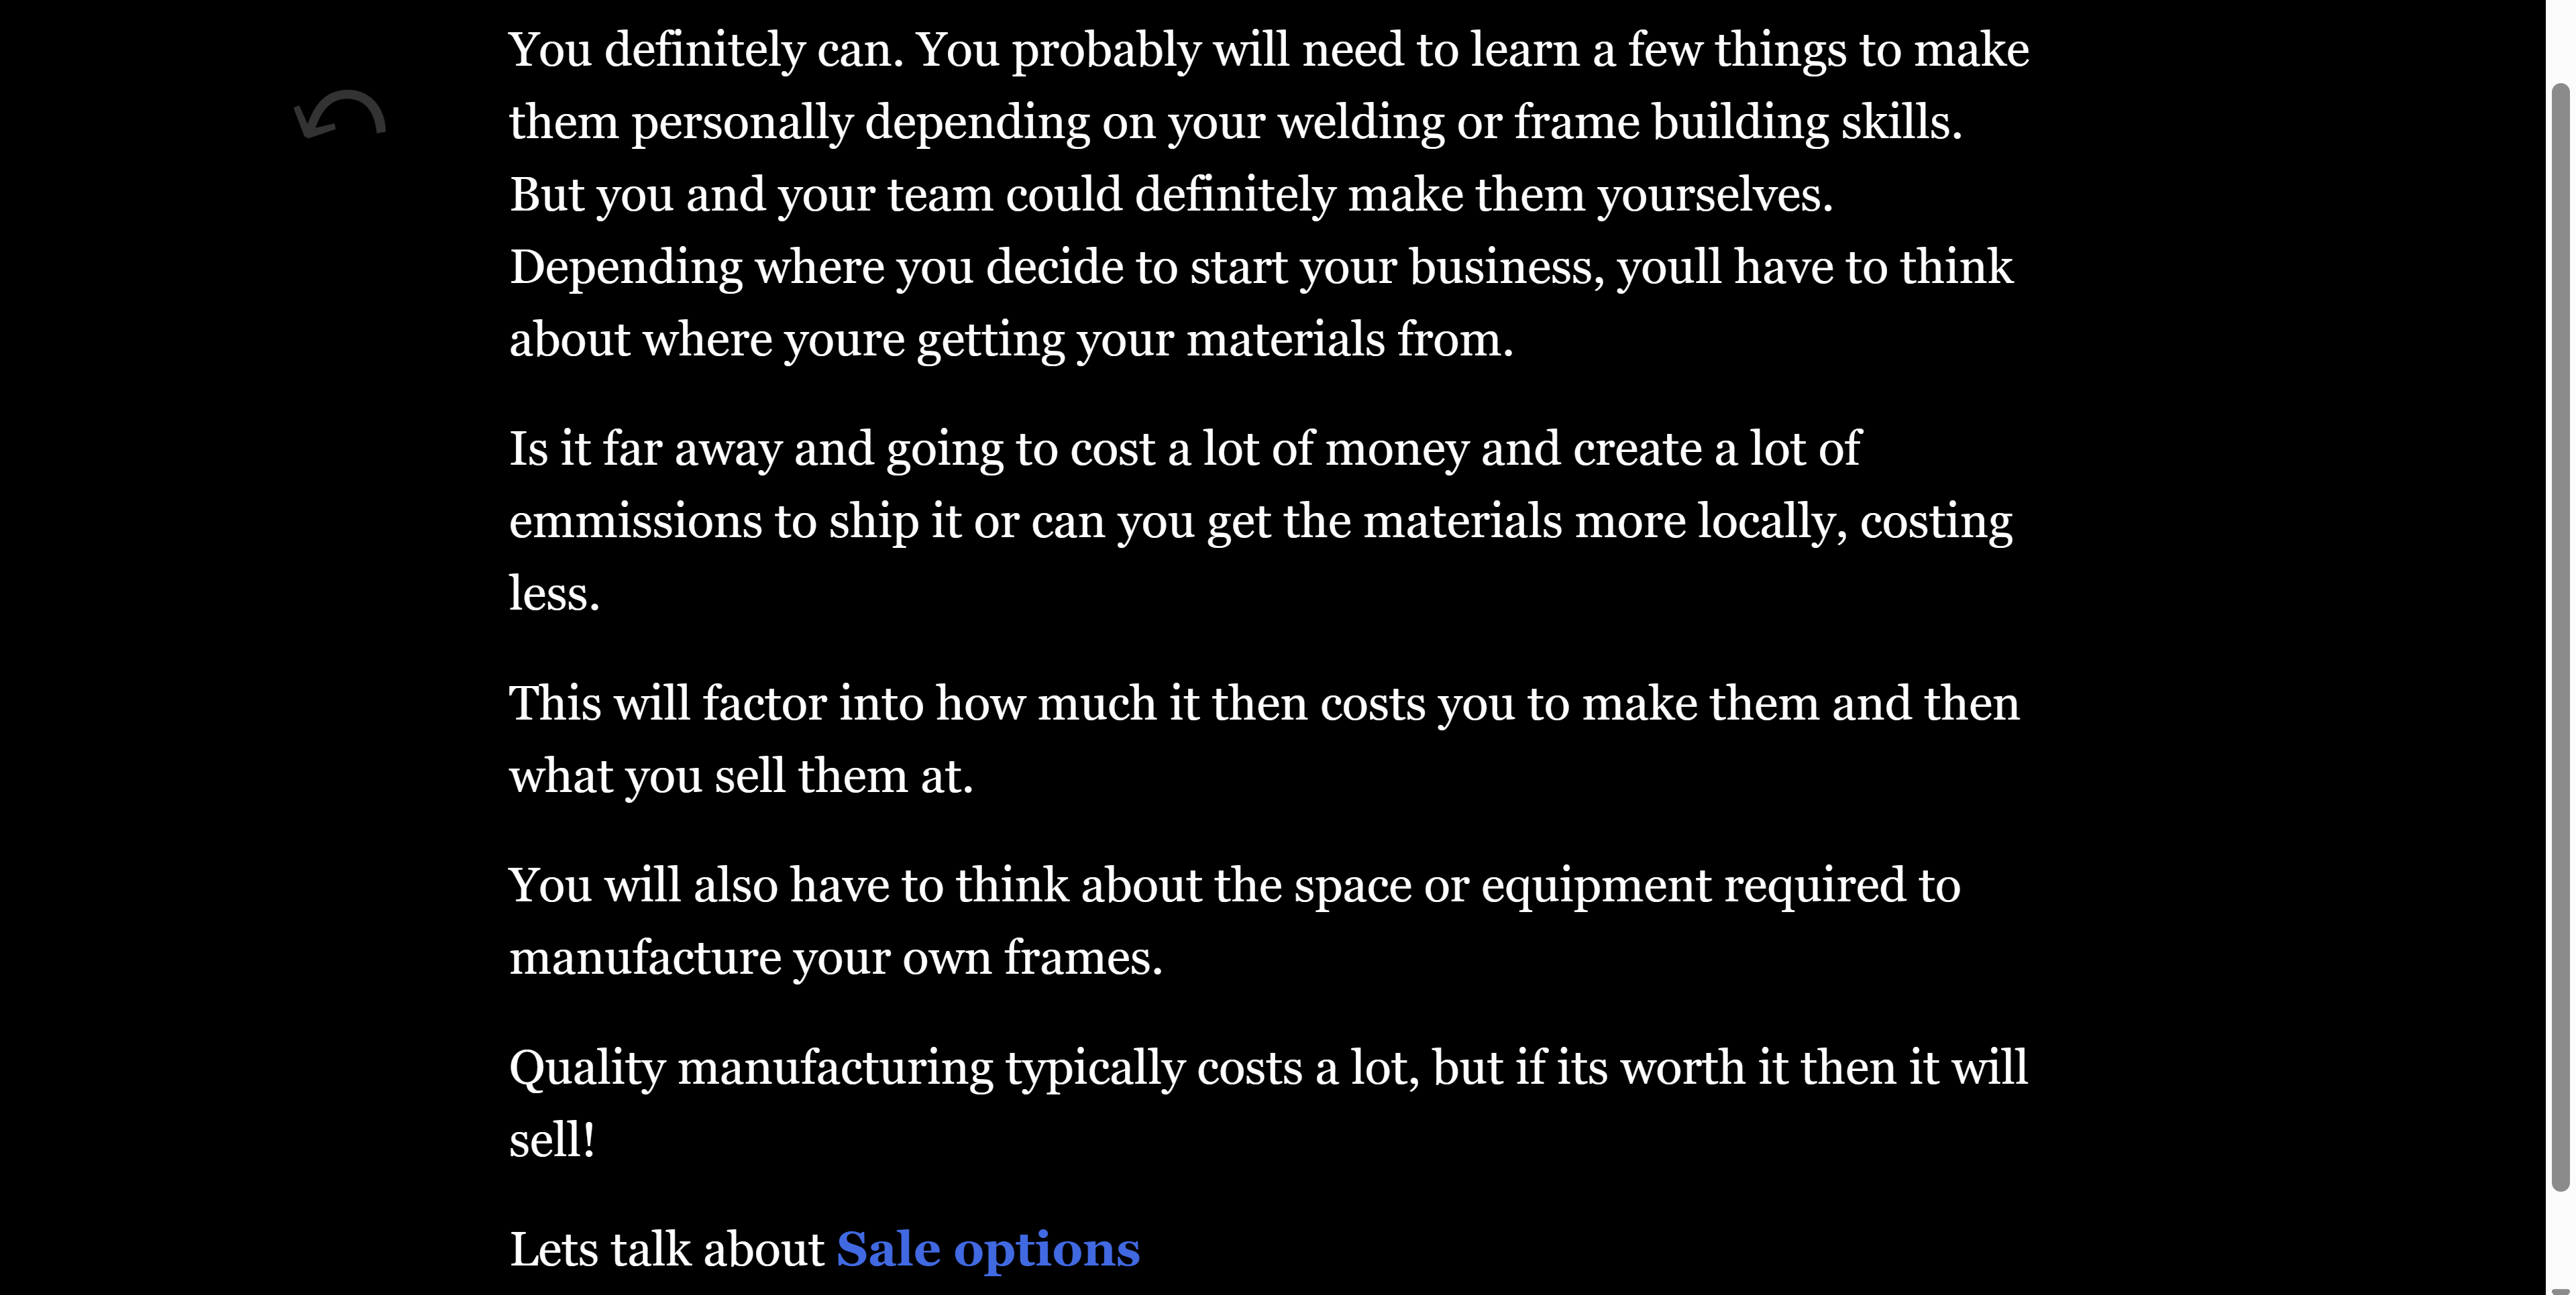 You definitely can. You probably will need to learn a few things to make
them personally depending on your welding or frame building skills.
But you and your team could definitely make them yourselves.
Depending where you decide to start your business, youll have to think
about where youre getting your materials from.
Is it far away and going to cost a lot of money and create a lot of
emmissions to ship it or can you get the materials more locally, costing
less.
This will factor into how much it then costs you to make them and then
what you sell them at.
You will also have to think about the space or equipment required to
manufacture your own frames.
Quality manufacturing typically costs a lot, but if its worth it then it will
sell!
Lets talk about Sale options